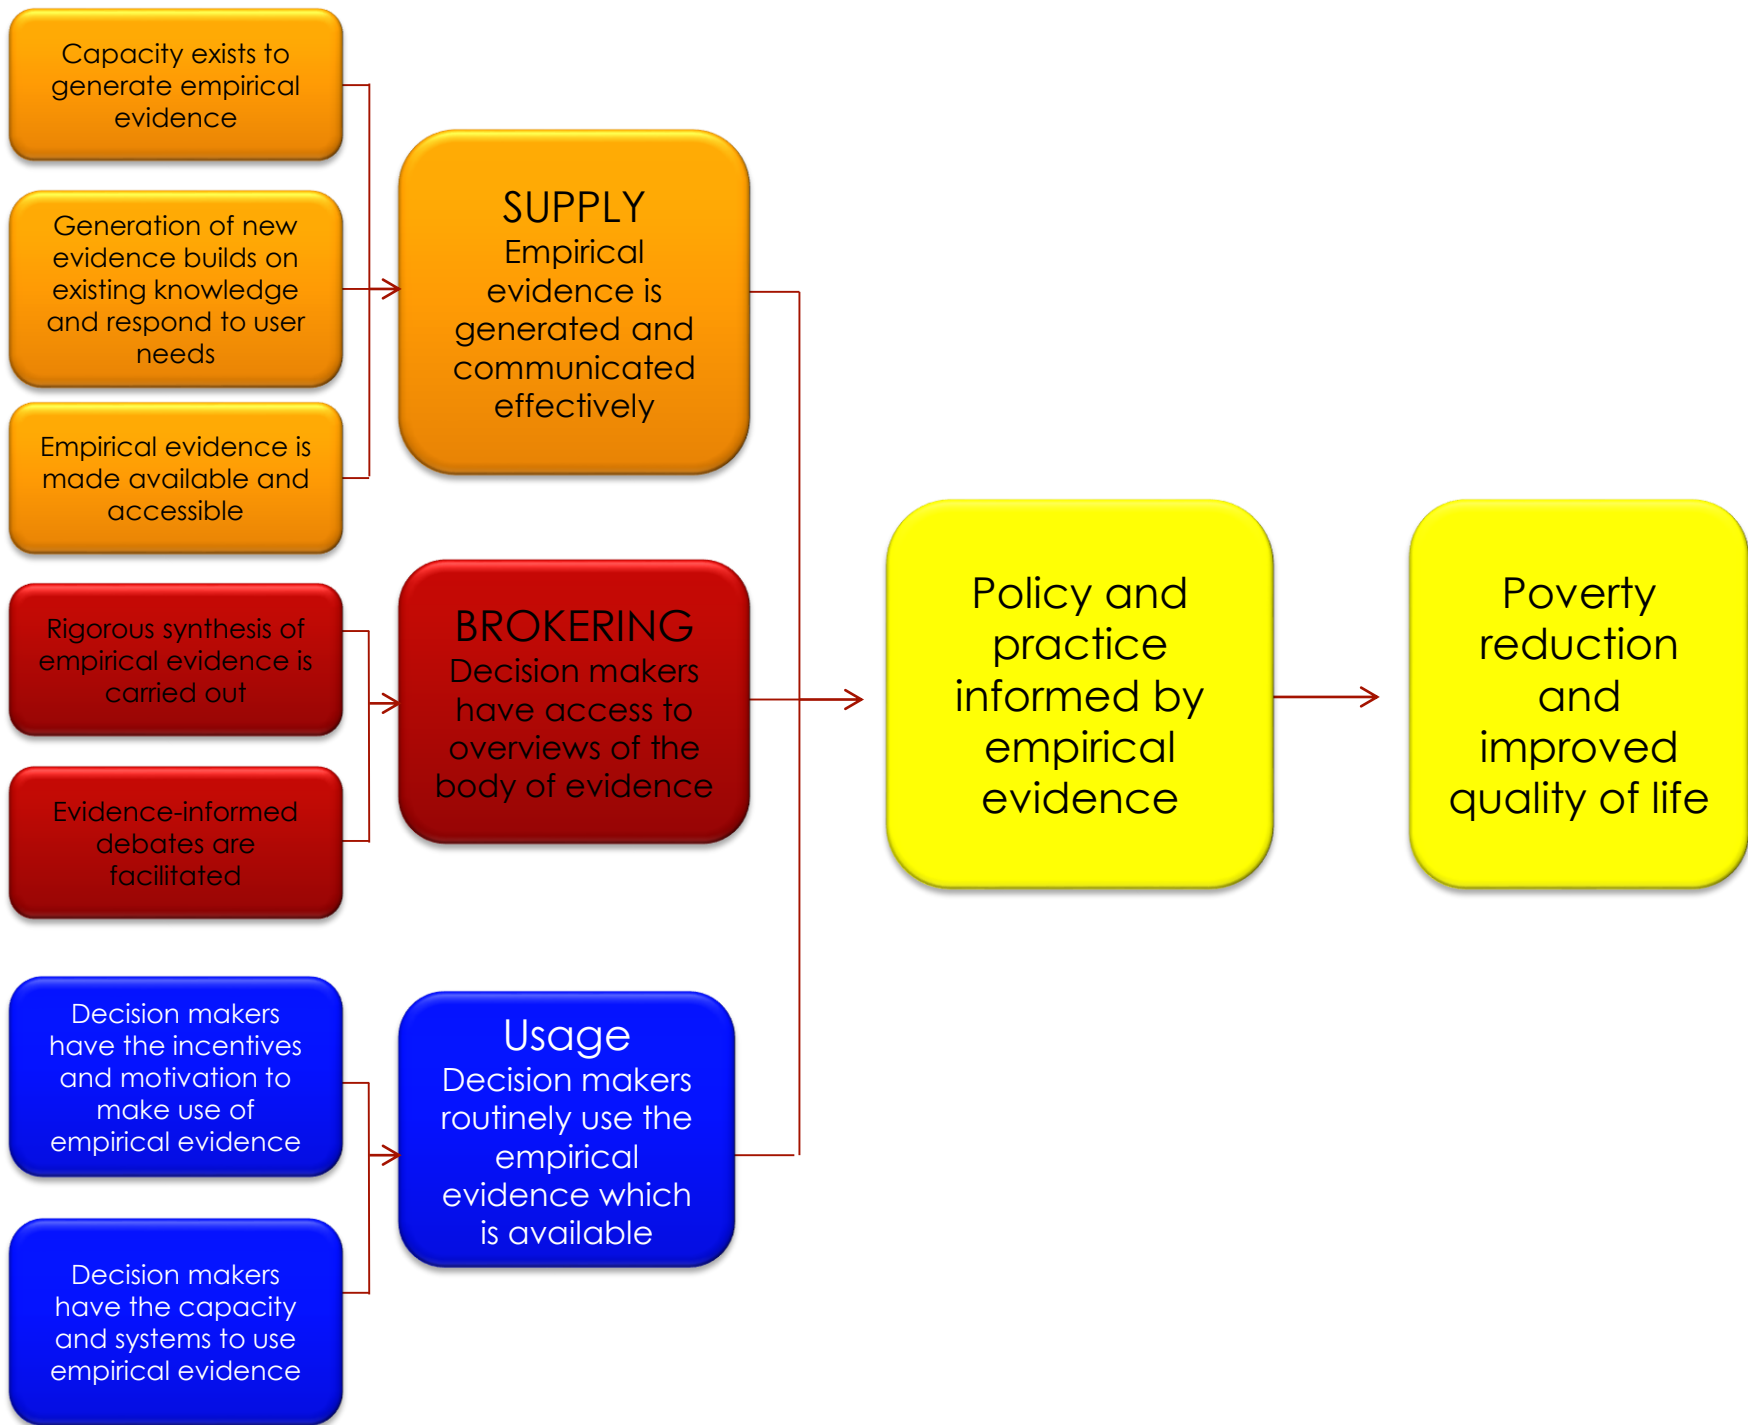 Capacity exists to
generate empirical
evidence
Generation of new
evidence builds on
existing knowledge
and respond to user
needs
Empirical evidence is
made available and
accessible
SUPPLY
Empirical
evidence is
generated and
communicated
effectively
Rigorous synthesis of
empirical evidence is
carried out
Evidence-informed
debates are
facilitated
BROKERING
Decision makers
have access to
overviews of the
body of evidence
Decision makers
have the incentives
and motivation to
make use of
empirical evidence
Decision makers
have the capacity
and systems to use
empirical evidence
Usage
Decision makers
routinely use the
empirical
evidence which
is available
Policy and
practice
informed by
empirical
evidence
Poverty
reduction
and
improved
quality of life